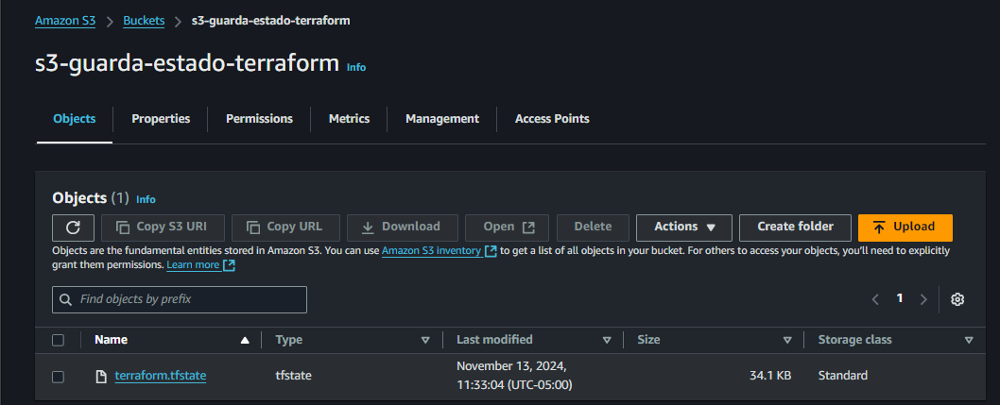 Amazon S3 > Buckets > s3-guarda-estado-terraform
s3-guarda-estado-terraform Info
Objects Properties Permissions Metrics Management Access Points
Objects (1) Info
Copy S3 URI Copy URL Download Open Delete Actions Create folder Upload
Objects are the fundamental entities stored in Amazon S3. You can use Amazon S3 inventory to get a list of all objects in your bucket. For others to access your objects, you'll need to explicitly
grant them permissions. Learn more
Find objects by prefix
1
Name Type Last modified Size Storage class
terraform.tfstate tfstate November 13, 2024, 34.1 KB Standard
11:33:04 (UTC-05:00)